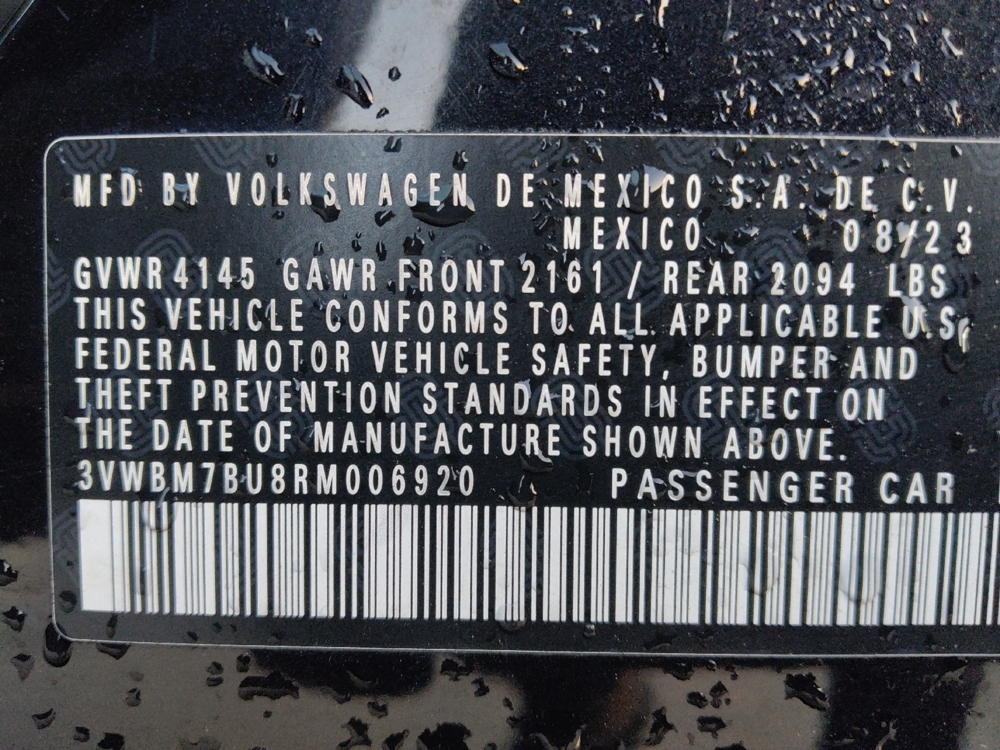 MFD BY VOLKSWAGEN DE MEXICO S.A. DE C.V.
MEXICO 08/23
GVWR 4145 GAWR FRONT 2161 / REAR 2094 LBS
THIS VEHICLE CONFORMS TO ALL APPLICABLE U.S.
FEDERAL MOTOR VEHICLE SAFETY, BUMPER AND
THEFT PREVENTION STANDARDS IN EFFECT ON
THE DATE OF MANUFACTURE SHOWN ABOVE.
3VWBM7BU8RM006920 PASSENGER CAR